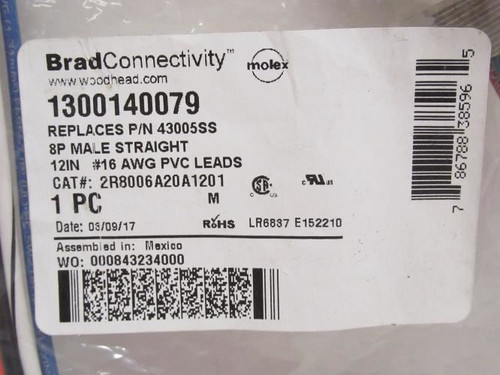 BradConnectivity™
molex
www.woodhead.com
1300140079
REPLACES P/N 43005SS
8P MALE STRAIGHT
12IN #16 AWG PVC LEADS
CAT#: 2R8006A20A1201
1 PC M
Date: 03/09/17 RoHS LR6837 E152210
Assembled in: Mexico
WO: 000843234000
7 86788 38596 5